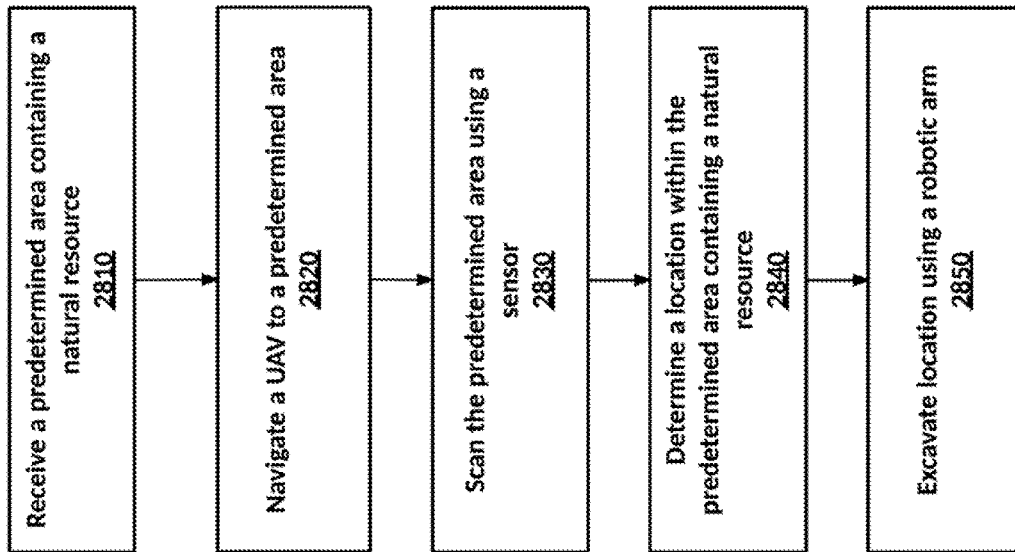 Receive a predetermined area containing a
natural resource
2810
Navigate a UAV to a predetermined area
2820
Scan the predetermined area using a
sensor
2830
Determine a location within the
predetermined area containing a natural
resource
2840
Excavate location using a robotic arm
2850